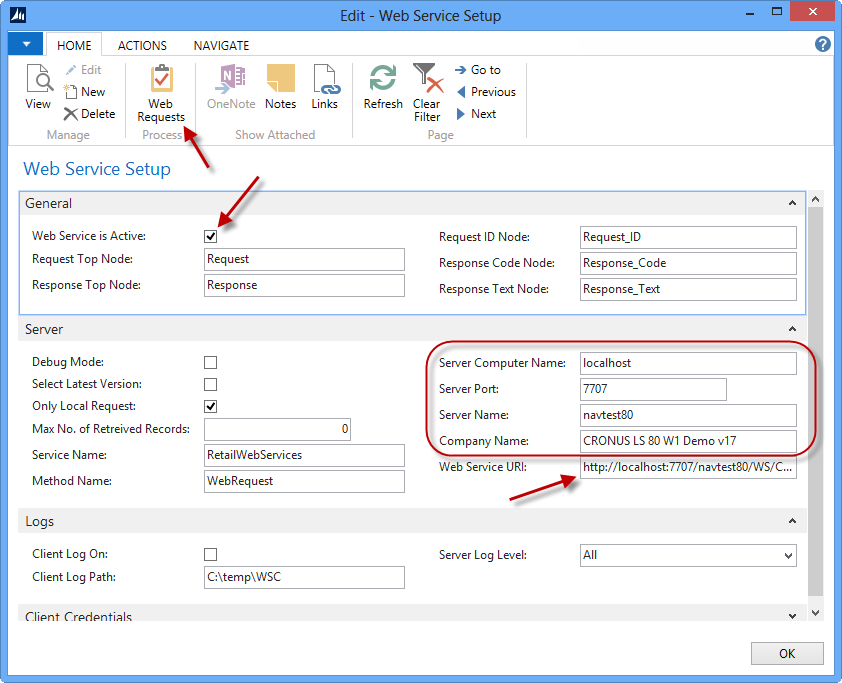 Edit - Web Service Setup
HOME ACTIONS NAVIGATE
?
View
Edit
New
Delete
Manage
Web
Requests
Process
OneNote
Notes
Links
Show Attached
Refresh
Clear
Filter
Go to
Previous
Next
Page
Web Service Setup
General
Web Service is Active:
Request Top Node: Request
Response Top Node: Response
Request ID Node: Request_ID
Response Code Node: Response_Code
Response Text Node: Response_Text
Server
Debug Mode:
Select Latest Version:
Only Local Request:
Max No. of Retreived Records: 0
Service Name: RetailWebServices
Method Name: WebRequest
Server Computer Name: localhost
Server Port: 7707
Server Name: navtest80
Company Name: CRONUS LS 80 W1 Demo v17
Web Service URI: http://localhost:7707/navtest80/WS/C...
Logs
Client Log On:
Client Log Path: C:\temp\WSC
Server Log Level: All
Client Credentials
OK